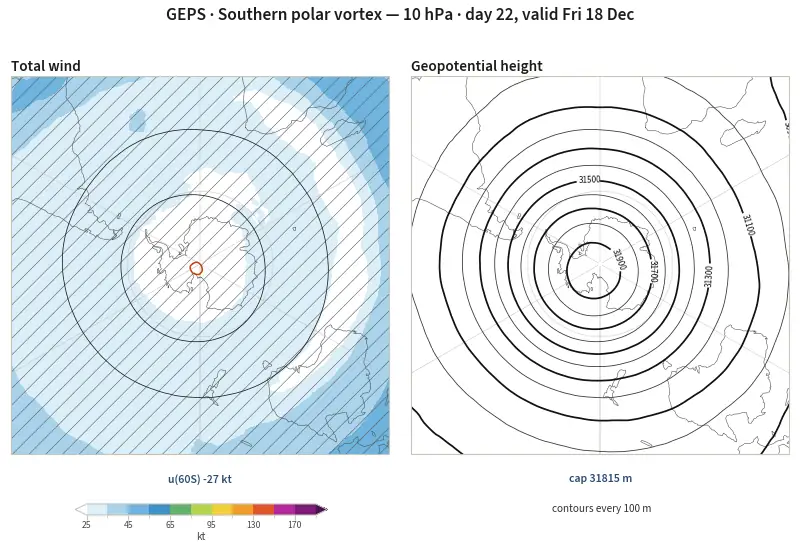 GEPS · Southern polar vortex — 10 hPa · day 22, valid Fri 18 Dec
Total wind
Geopotential height
31500
31100
31900
31700
31300
u(60S) -27 kt
cap 31815 m
contours every 100 m
25 45 65 95 130 170
kt